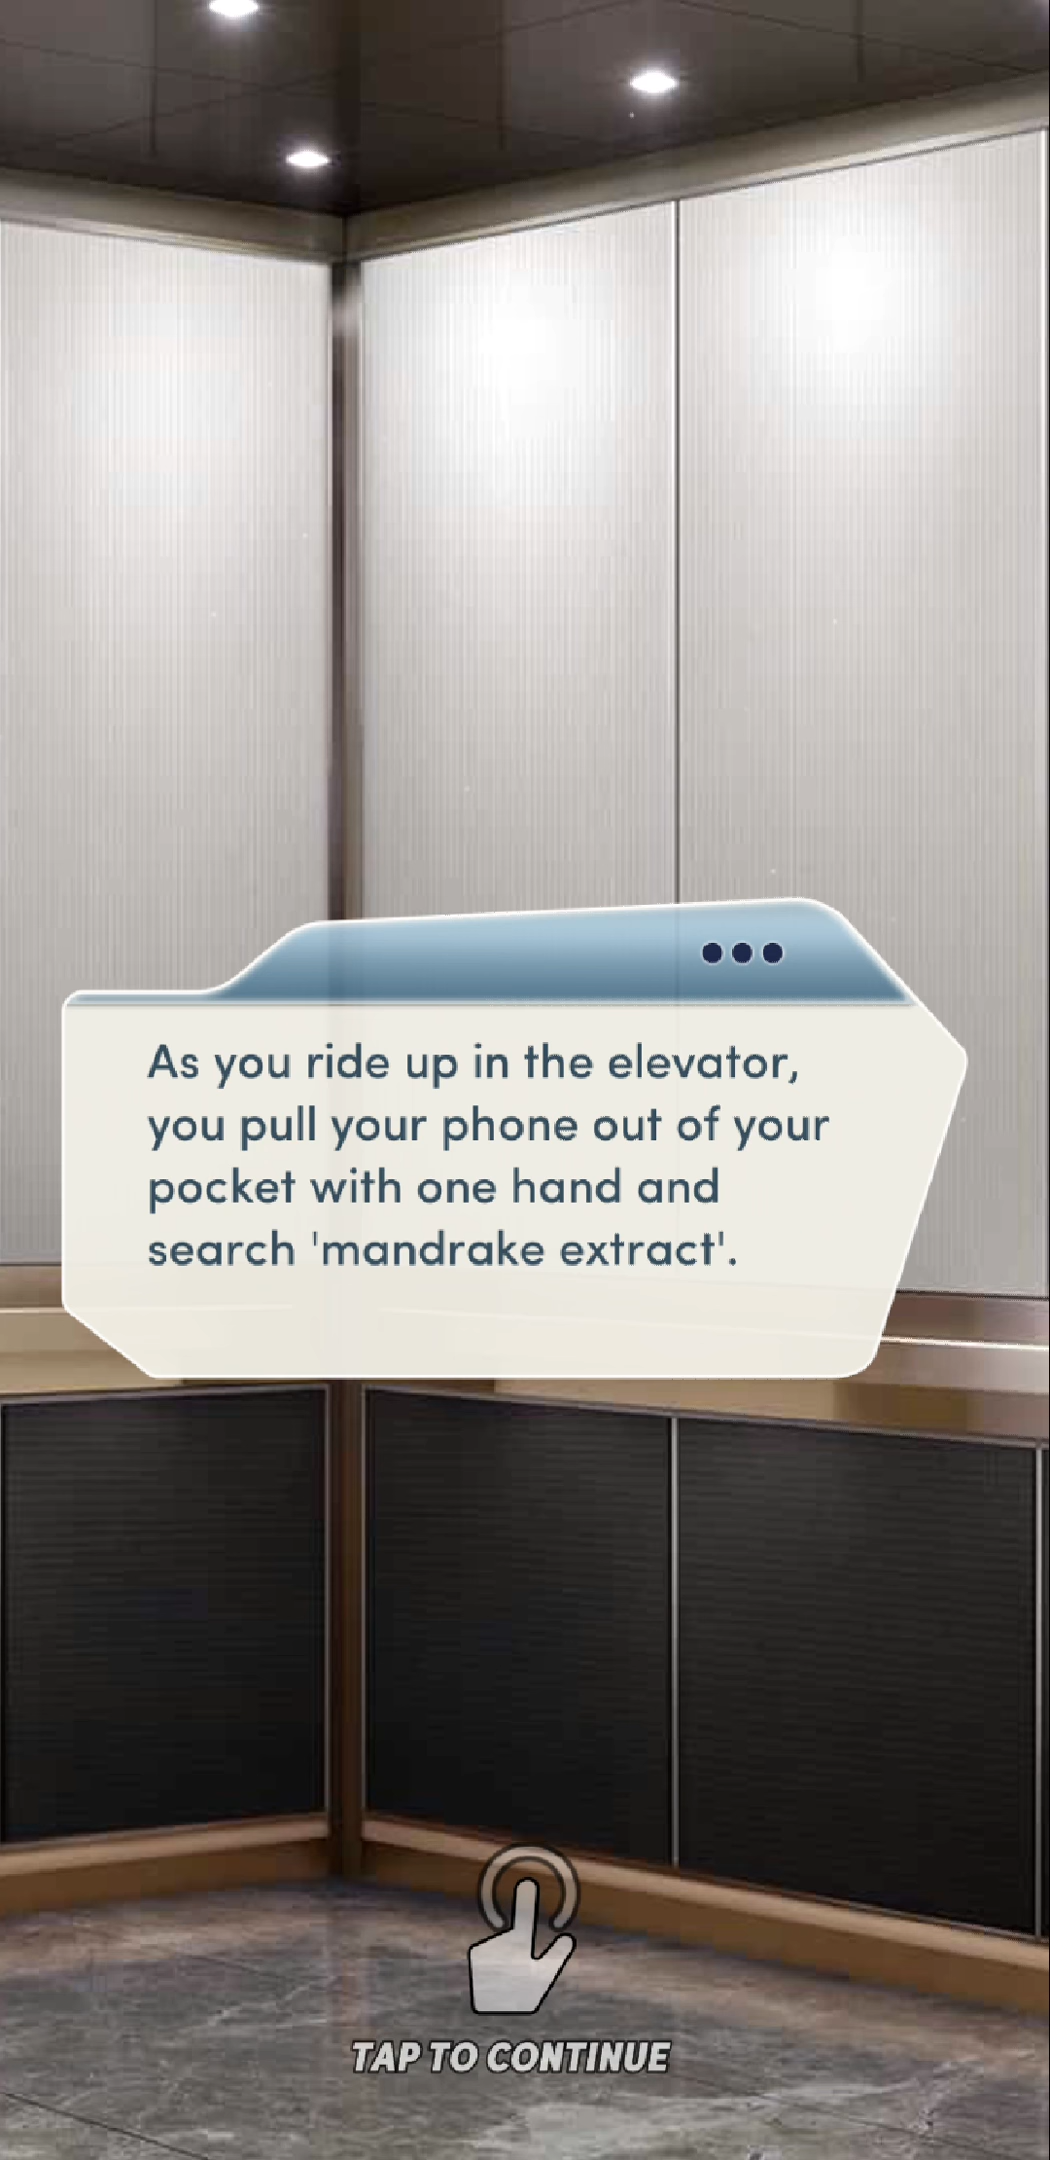 As you ride up in the elevator,
you pull your phone out of your
pocket with one hand and
search 'mandrake extract'.
TAP TO CONTINUE